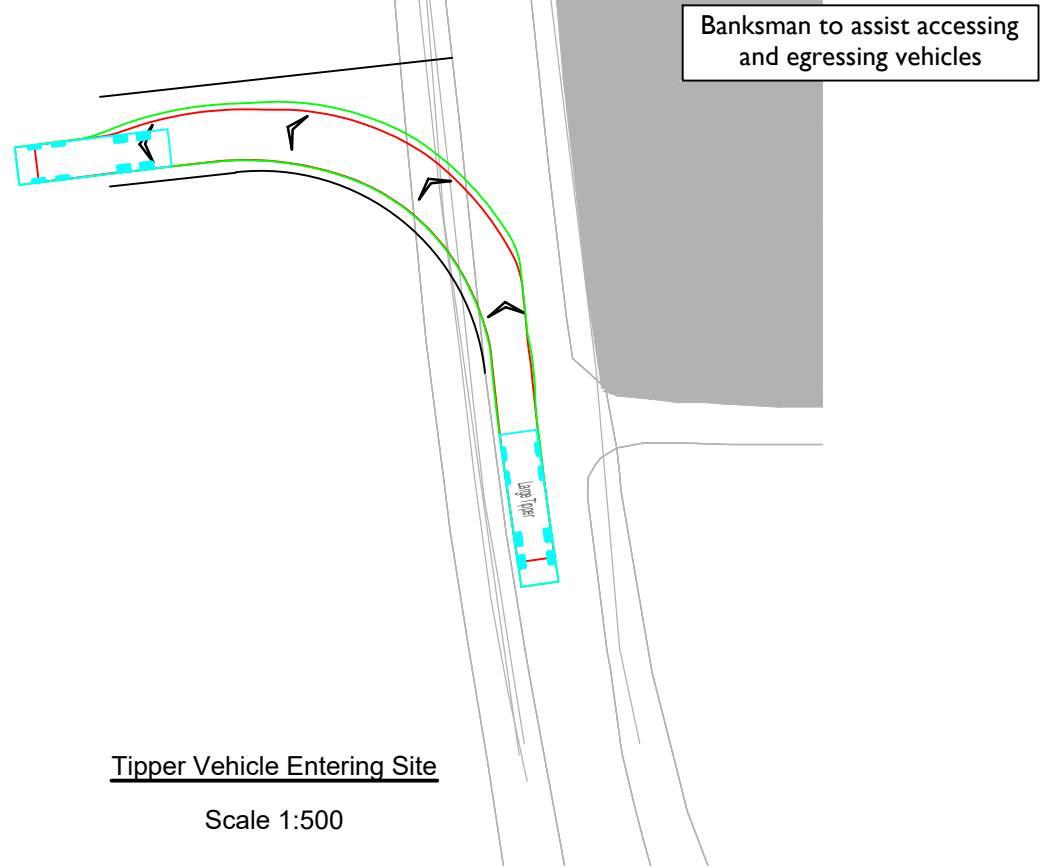 Banksman to assist accessing
and egressing vehicles
Large Tipper
Tipper Vehicle Entering Site
Scale 1:500